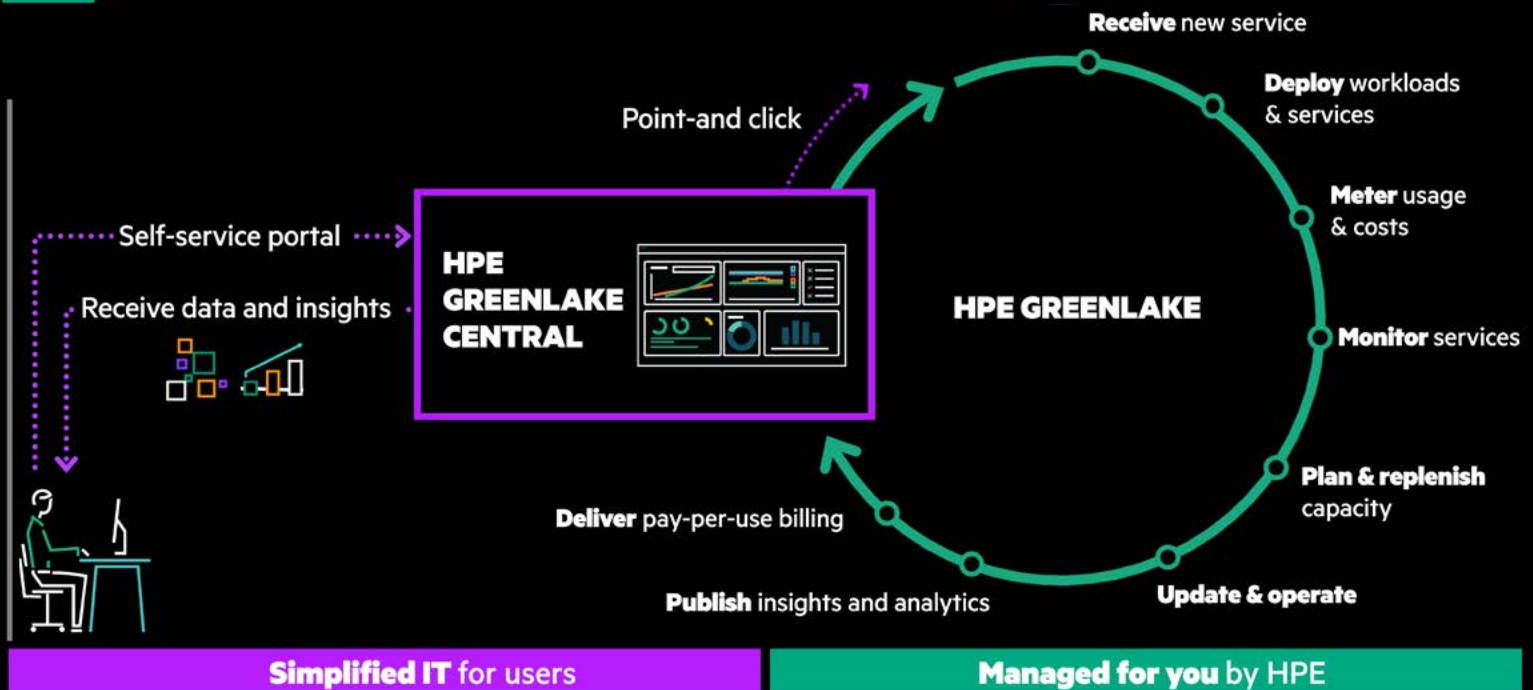 Receive new service
Deploy workloads
& services
Point-and click
Meter usage
& costs
Self-service portal
HPE
GREENLAKE
CENTRAL
Receive data and insights
HPE GREENLAKE
Monitor services
Plan & replenish
capacity
Deliver pay-per-use billing
Update & operate
Publish insights and analytics
Simplified IT for users
Managed for you by HPE